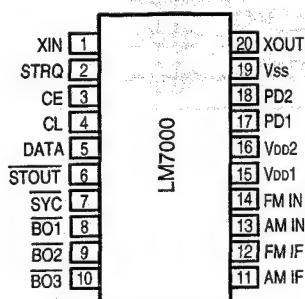 XIN 1 20 XOUT
STRQ 2 19 Vss
CE 3 18 PD2
CL 4 17 PD1
DATA 5 16 VDD2
STOUT 6 15 VDD1
SYC 7 14 FM IN
BO1 8 13 AM IN
BO2 9 12 FM IF
BO3 10 11 AM IF
LM7000